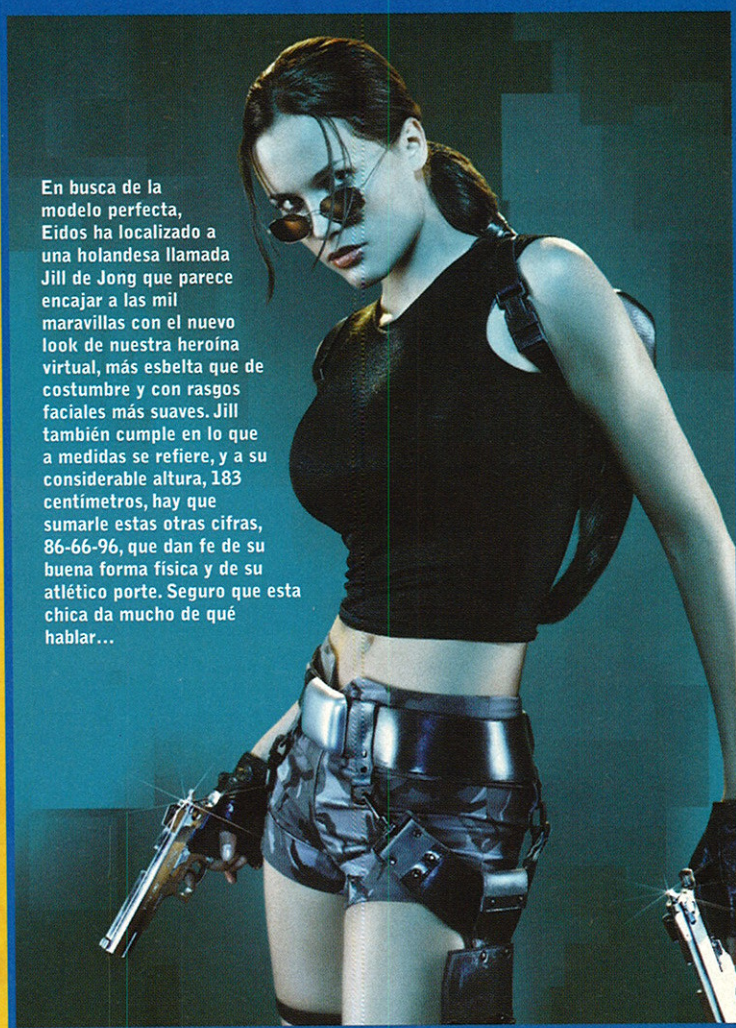 En busca de la
modelo perfecta,
Eidos ha localizado a
una holandesa llamada
Jill de Jong que parece
encajar a las mil
maravillas con el nuevo
look de nuestra heroína
virtual, más esbelta que de
costumbre y con rasgos
faciales más suaves. Jill
también cumple en lo que
a medidas se refiere, y a su
considerable altura, 183
centímetros, hay que
sumarle estas otras cifras,
86-66-96, que dan fe de su
buena forma física y de su
atlético porte. Seguro que esta
chica da mucho de qué
hablar...